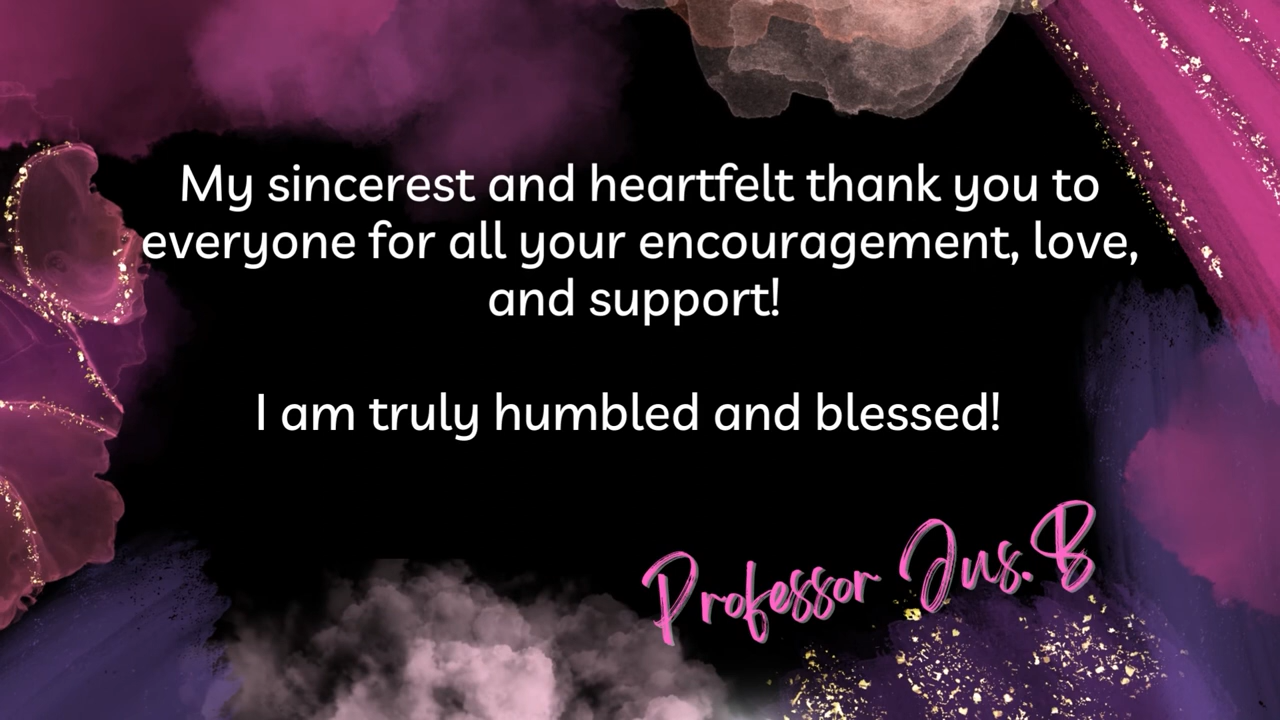 My sincerest and heartfelt thank you to
everyone for all your encouragement, love,
and support!
I am truly humbled and blessed!
Professor Jus. B